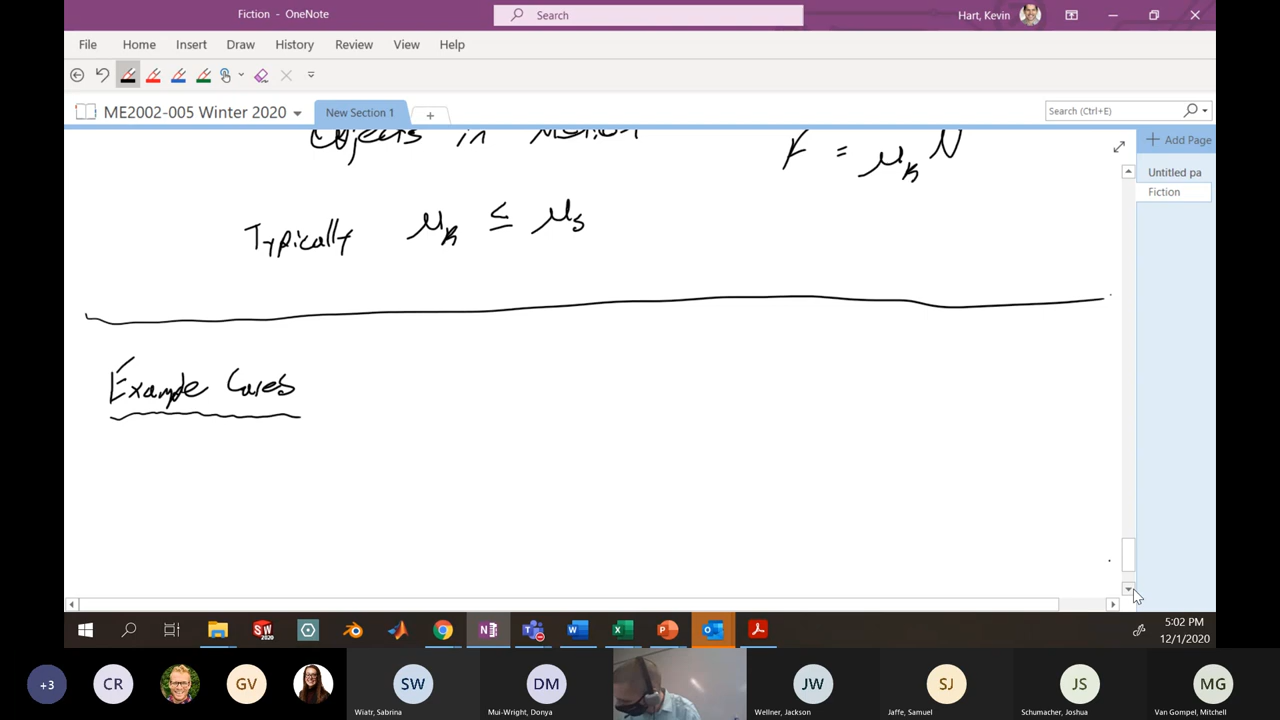 Fiction - OneNote
Search
Hart, Kevin
File Home Insert Draw History Review View Help
ME2002-005 Winter 2020
New Section 1
Search (Ctrl+E)
Add Page
Untitled pa
Fiction
Objects in Motion
F = μk N
Typically μk ≤ μs
Example Cases
5:02 PM
12/1/2020
+3
CR
GV
SW
DM
JW
SJ
JS
MG
Wiatr, Sabrina
Mui-Wright, Donya
Wellner, Jackson
Jaffe, Samuel
Schumacher, Joshua
Van Gompel, Mitchell